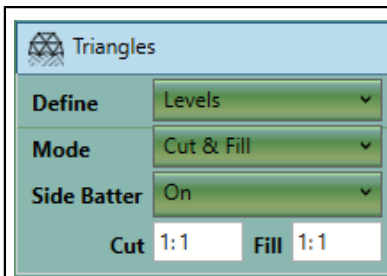 Triangles
Define Levels
Mode Cut & Fill
Side Batter On
Cut 1:1 Fill 1:1